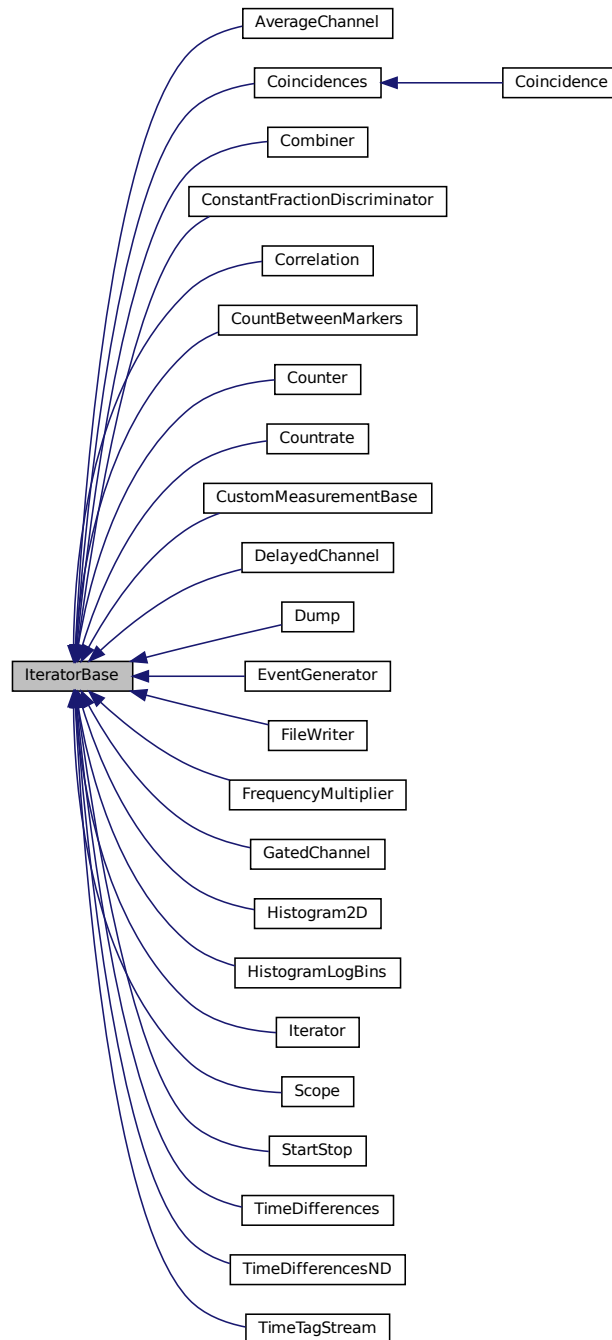 AverageChannel
Coincidences
Coincidence
Combiner
ConstantFractionDiscriminator
Correlation
CountBetweenMarkers
Counter
Countrate
CustomMeasurementBase
DelayedChannel
Dump
IteratorBase
EventGenerator
FileWriter
FrequencyMultiplier
GatedChannel
Histogram2D
HistogramLogBins
Iterator
Scope
StartStop
TimeDifferences
TimeDifferencesND
TimeTagStream